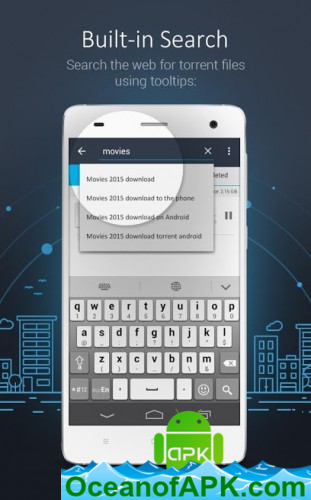 Built-in Search
Search the web for torrent files
using tooltips:
movies
Movies 2015 download
Movies 2015 download to the phone
Movies 2015 download on Android
Movies 2015 download torrent android
q w e r t y u i o p
a s d f g h j k l
z x c v b n m
APK
OceanofAPK.com